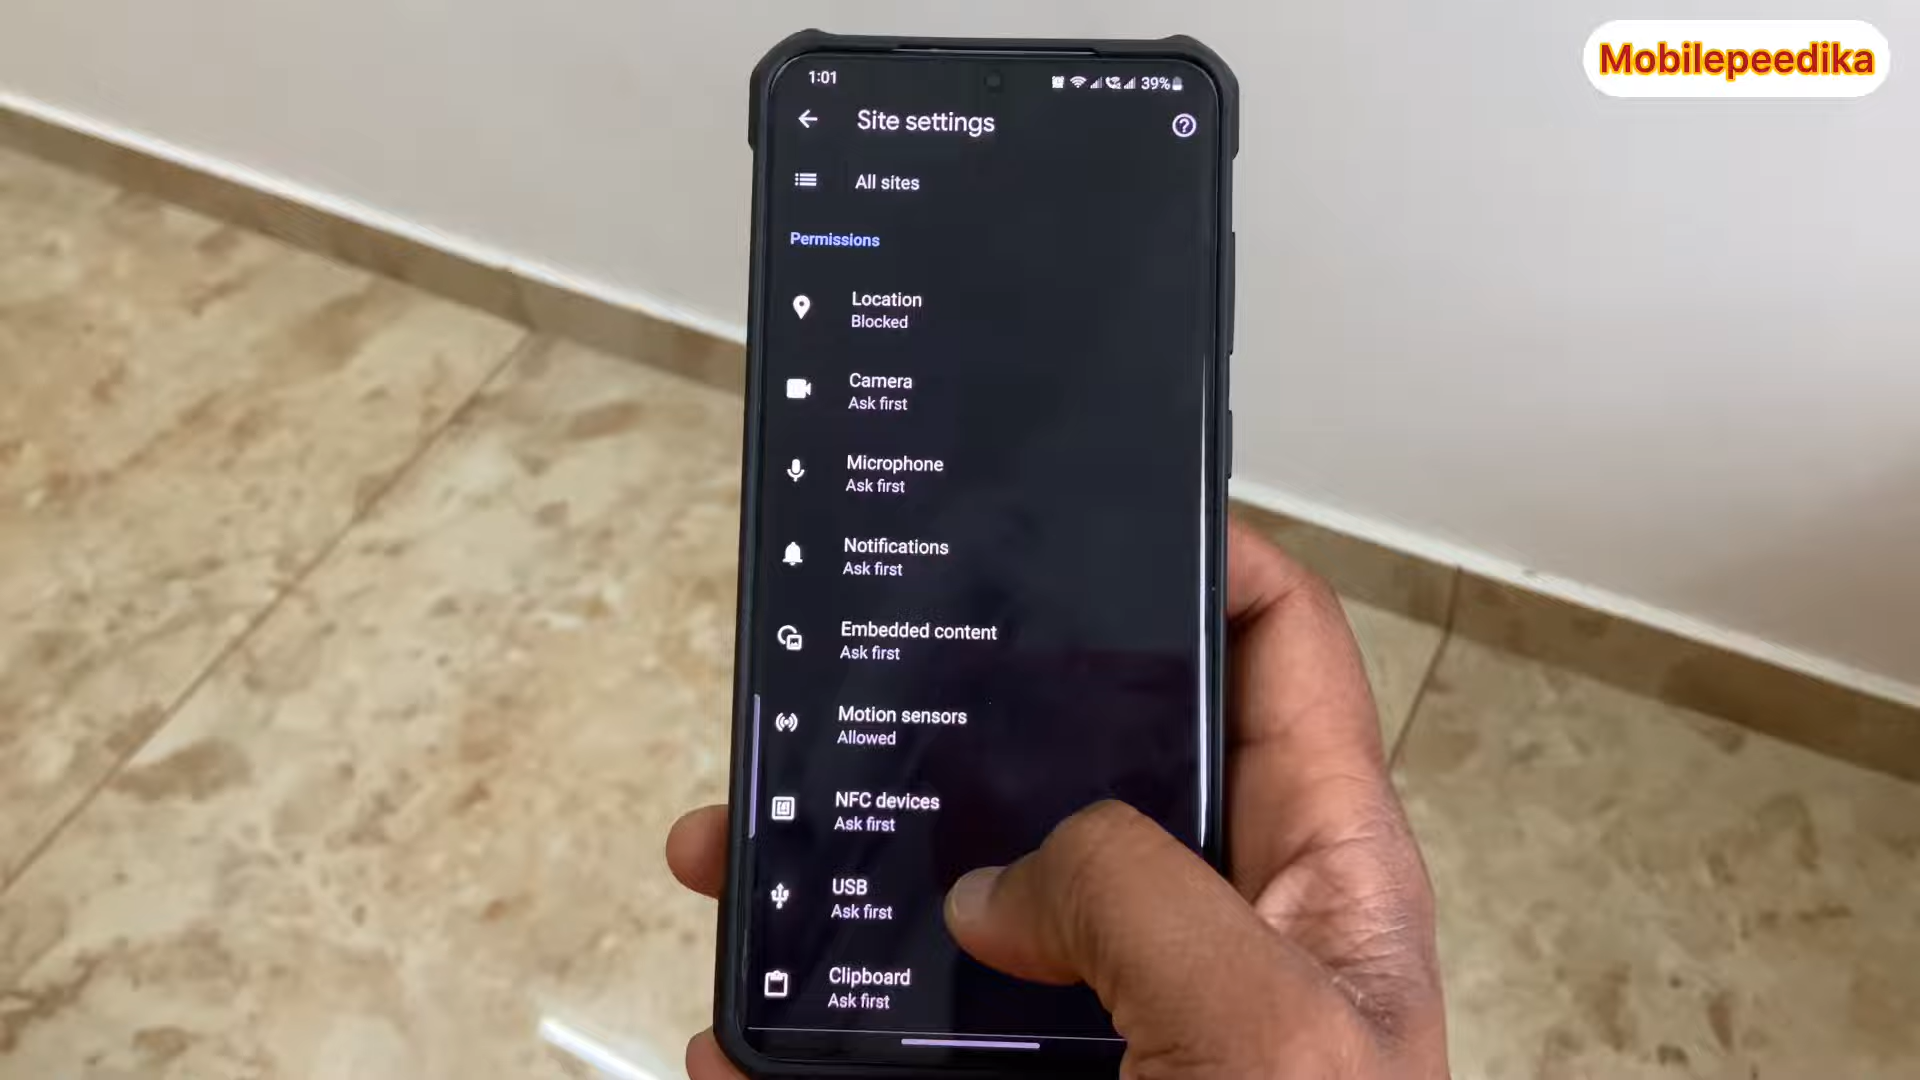 Mobilepeedika
1:01
39%
Site settings
All sites
Permissions
Location
Blocked
Camera
Ask first
Microphone
Ask first
Notifications
Ask first
Embedded content
Ask first
Motion sensors
Allowed
NFC devices
Ask first
USB
Ask first
Clipboard
Ask first